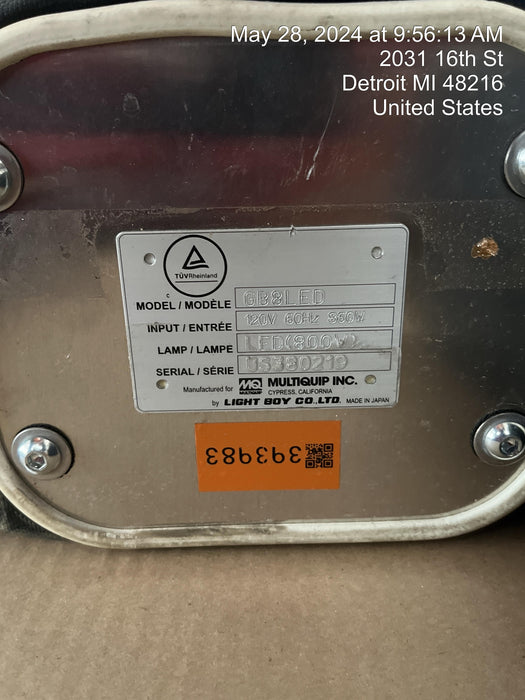 May 28, 2024 at 9:56:13 AM
2031 16th St
Detroit MI 48216
United States
TÜVRheinland
MODEL / MODÈLE GB8LED
INPUT / ENTRÉE 120V 60Hz 800W
LAMP / LAMPE LED(800W)
SERIAL / SÉRIE
Manufactured for MQ MULTIQUIP INC.
CYPRESS, CALIFORNIA
by LIGHT BOY CO.,LTD. MADE IN JAPAN
393983